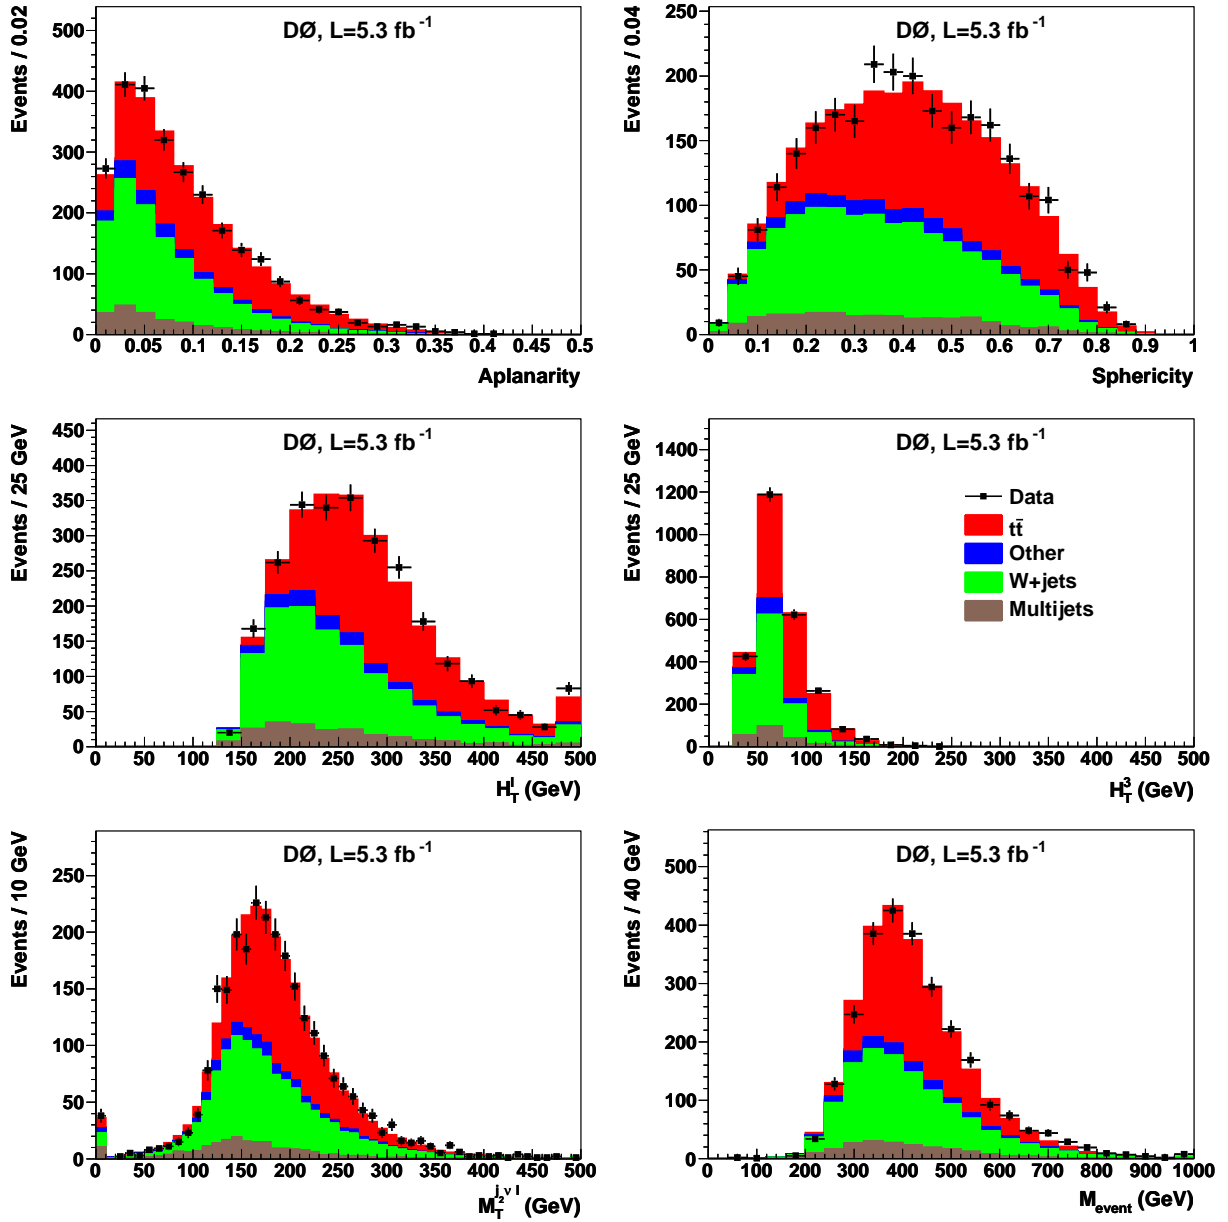 DØ, L=5.3 fb⁻¹
Events / 0.02
500
400
300
200
100
0
0 0.05 0.1 0.15 0.2 0.25 0.3 0.35 0.4 0.45 0.5
Aplanarity
DØ, L=5.3 fb⁻¹
Events / 0.04
250
200
150
100
50
0
0 0.1 0.2 0.3 0.4 0.5 0.6 0.7 0.8 0.9 1
Sphericity
DØ, L=5.3 fb⁻¹
Events / 25 GeV
450
400
350
300
250
200
150
100
50
0
0 50 100 150 200 250 300 350 400 450 500
H_T^l (GeV)
DØ, L=5.3 fb⁻¹
Events / 25 GeV
1400
1200
1000
800
600
400
200
0
Data
tt̄
Other
W+jets
Multijets
0 50 100 150 200 250 300 350 400 450 500
H_T^3 (GeV)
DØ, L=5.3 fb⁻¹
Events / 10 GeV
250
200
150
100
50
0
0 50 100 150 200 250 300 350 400 450 500
M_T^{j_2 ν l} (GeV)
DØ, L=5.3 fb⁻¹
Events / 40 GeV
500
400
300
200
100
0
0 100 200 300 400 500 600 700 800 900 1000
M_event (GeV)